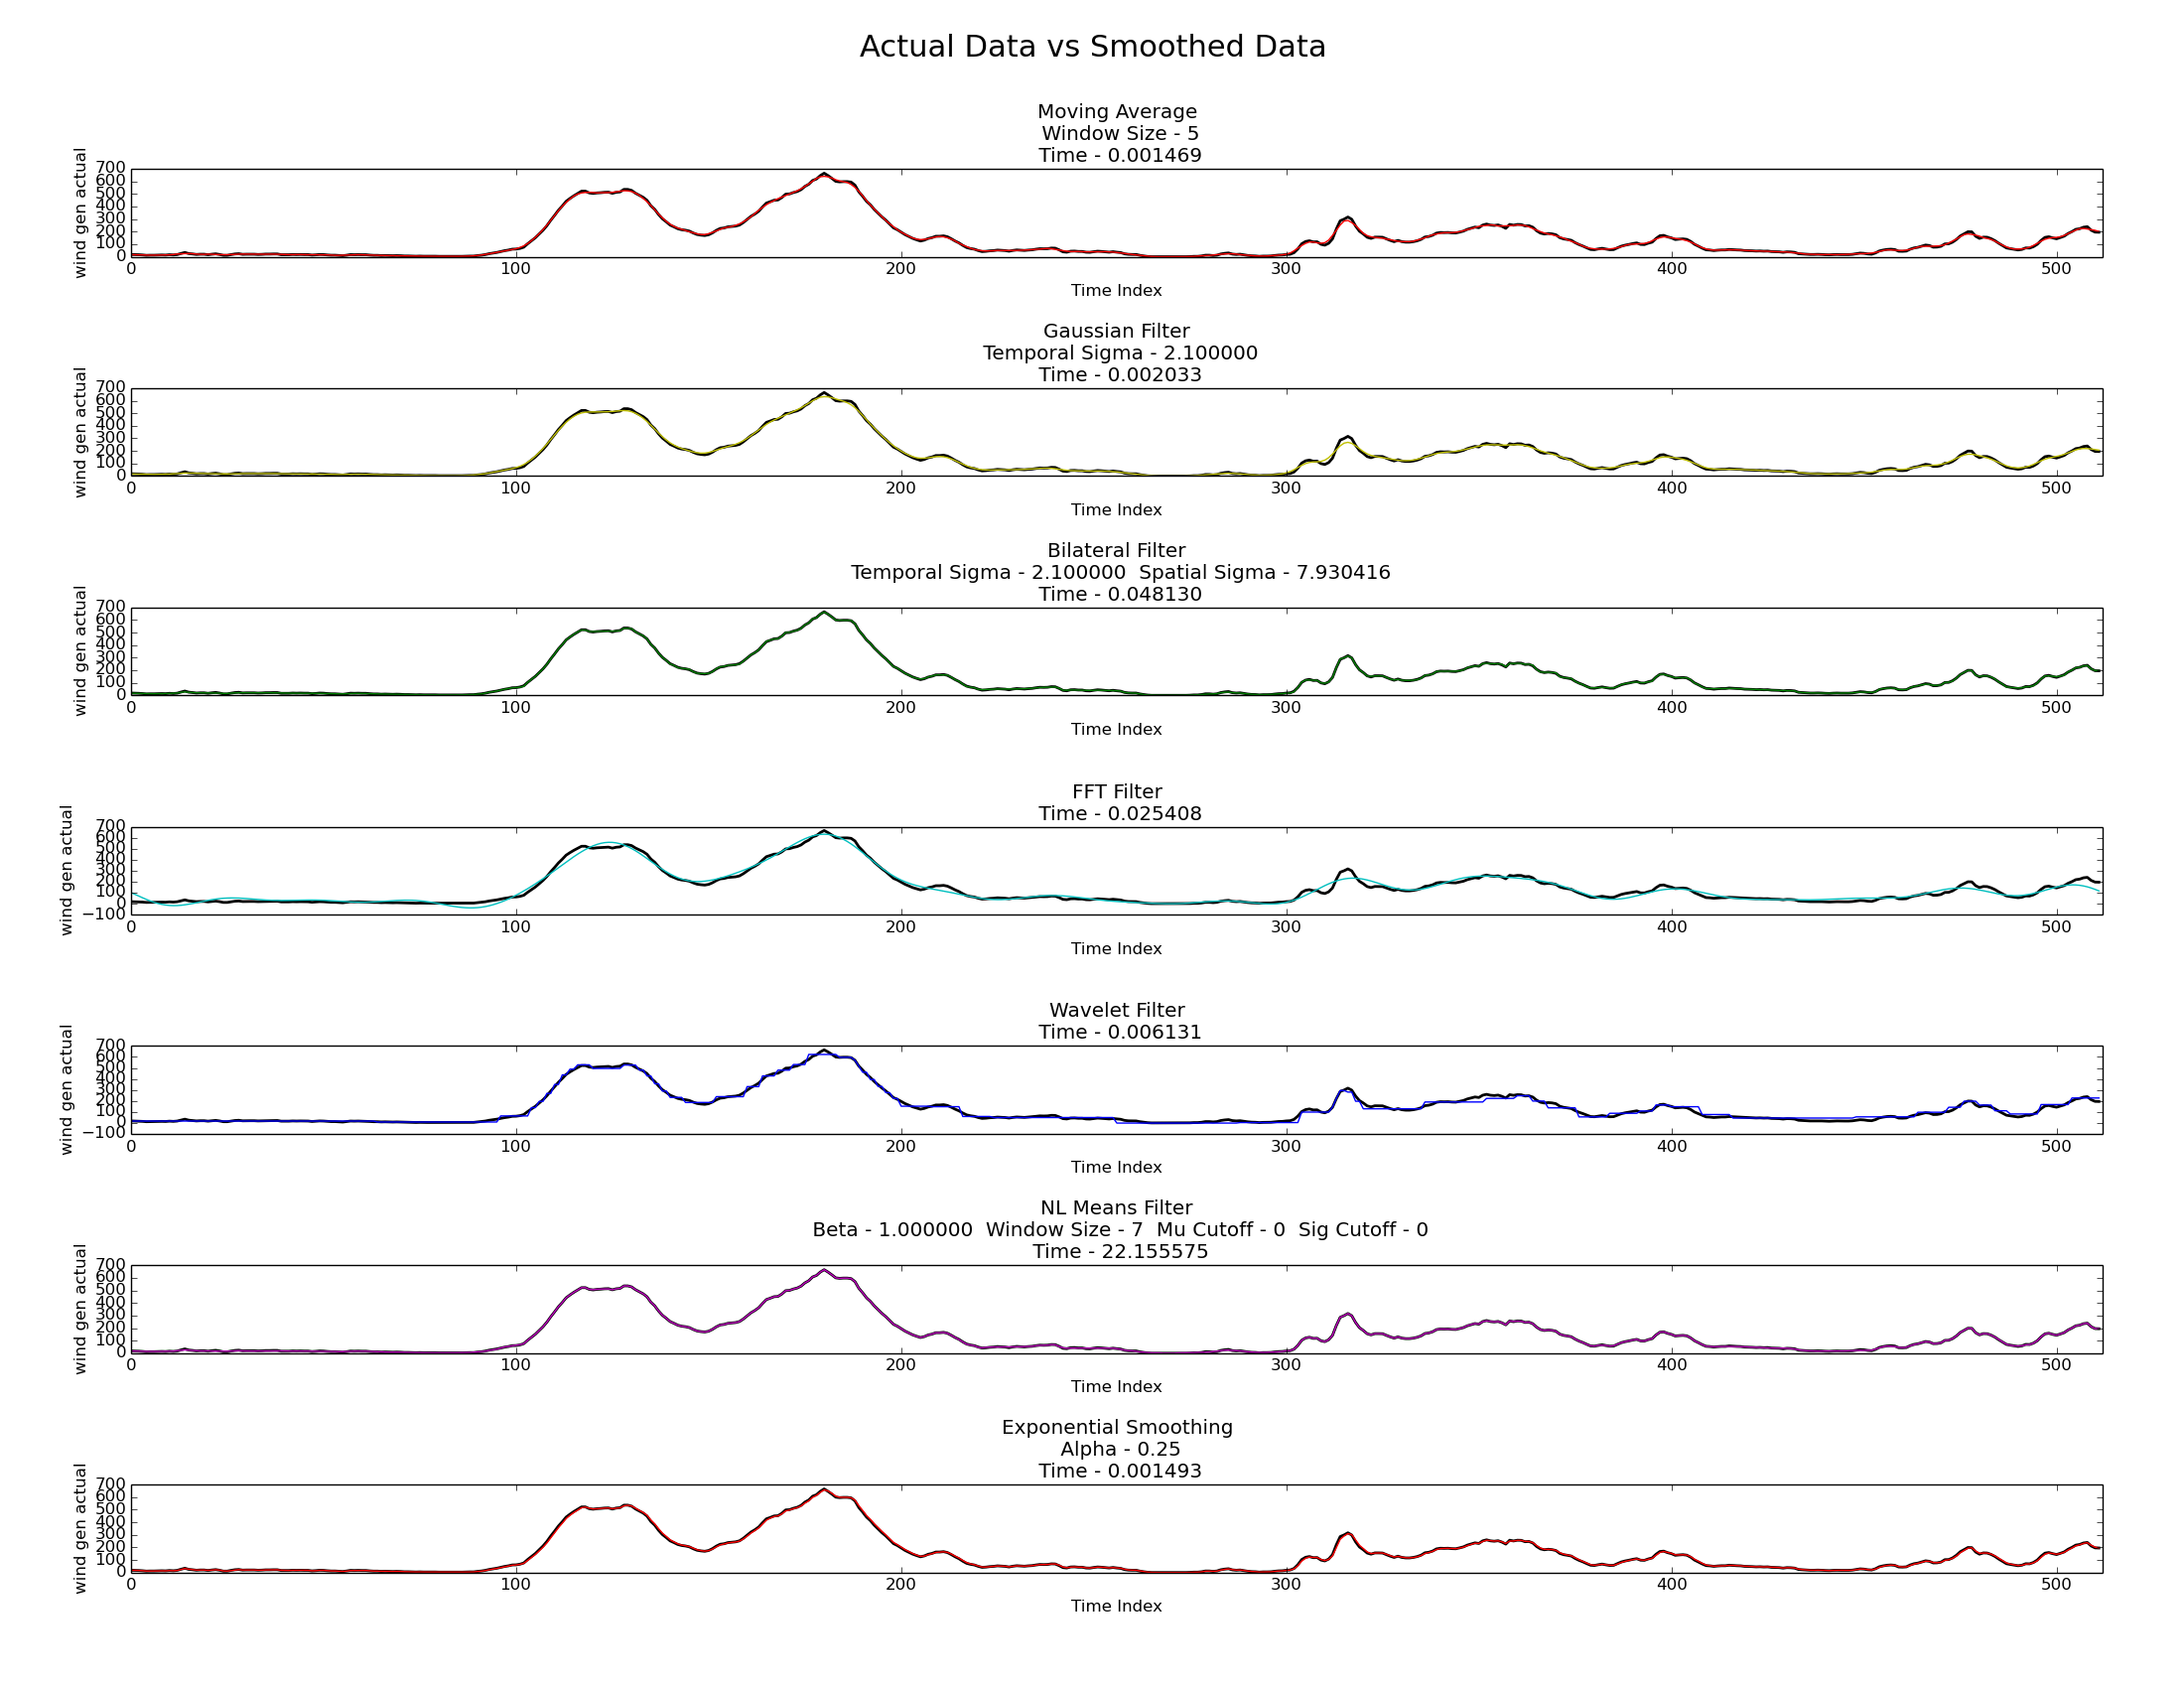 Actual Data vs Smoothed Data
Moving Average
Window Size - 5
Time - 0.001469
wind gen actual
700
600
500
400
300
200
100
0
0 100 200 300 400 500
Time Index
Gaussian Filter
Temporal Sigma - 2.100000
Time - 0.002033
wind gen actual
700
600
500
400
300
200
100
0
0 100 200 300 400 500
Time Index
Bilateral Filter
Temporal Sigma - 2.100000  Spatial Sigma - 7.930416
Time - 0.048130
wind gen actual
700
600
500
400
300
200
100
0
0 100 200 300 400 500
Time Index
FFT Filter
Time - 0.025408
wind gen actual
700
600
500
400
300
200
100
0
−100
0 100 200 300 400 500
Time Index
Wavelet Filter
Time - 0.006131
wind gen actual
700
600
500
400
300
200
100
0
−100
0 100 200 300 400 500
Time Index
NL Means Filter
Beta - 1.000000  Window Size - 7  Mu Cutoff - 0  Sig Cutoff - 0
Time - 22.155575
wind gen actual
700
600
500
400
300
200
100
0
0 100 200 300 400 500
Time Index
Exponential Smoothing
Alpha - 0.25
Time - 0.001493
wind gen actual
700
600
500
400
300
200
100
0
0 100 200 300 400 500
Time Index